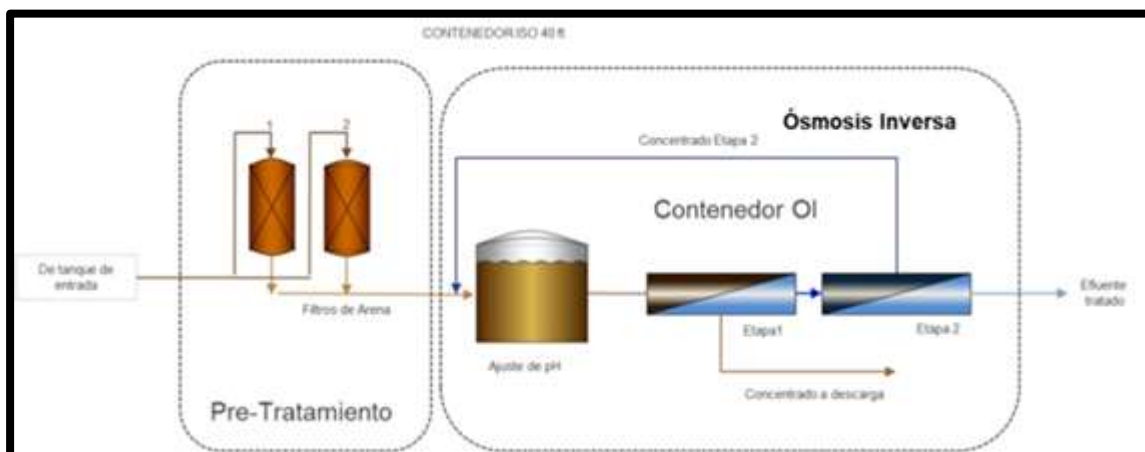 CONTENEDOR ISO 40 ft
1
2
De tanque de
entrada
Filtros de Arena
Pre-Tratamiento
Ósmosis Inversa
Concentrado Etapa 2
Contenedor OI
Ajuste de pH
Etapa1
Etapa 2
Concentrado a descarga
Efluente
tratado